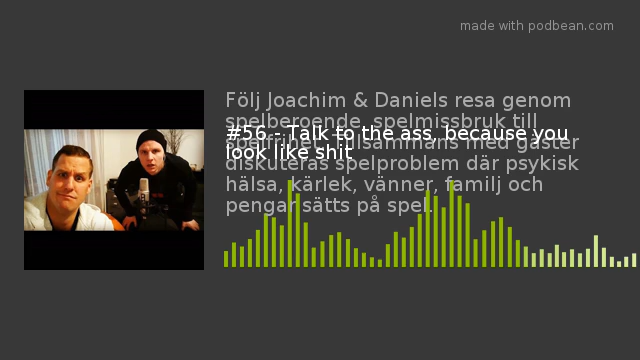 made with podbean.com
Följ Joachim & Daniels resa genom
spelberoende, spelmissbruk till
#56 - Talk to the ass, because you
spelfrihet. Tillsammans med gäster
look like shit
diskuteras spelproblem där psykisk
hälsa, kärlek, vänner, familj och
pengar sätts på spel.